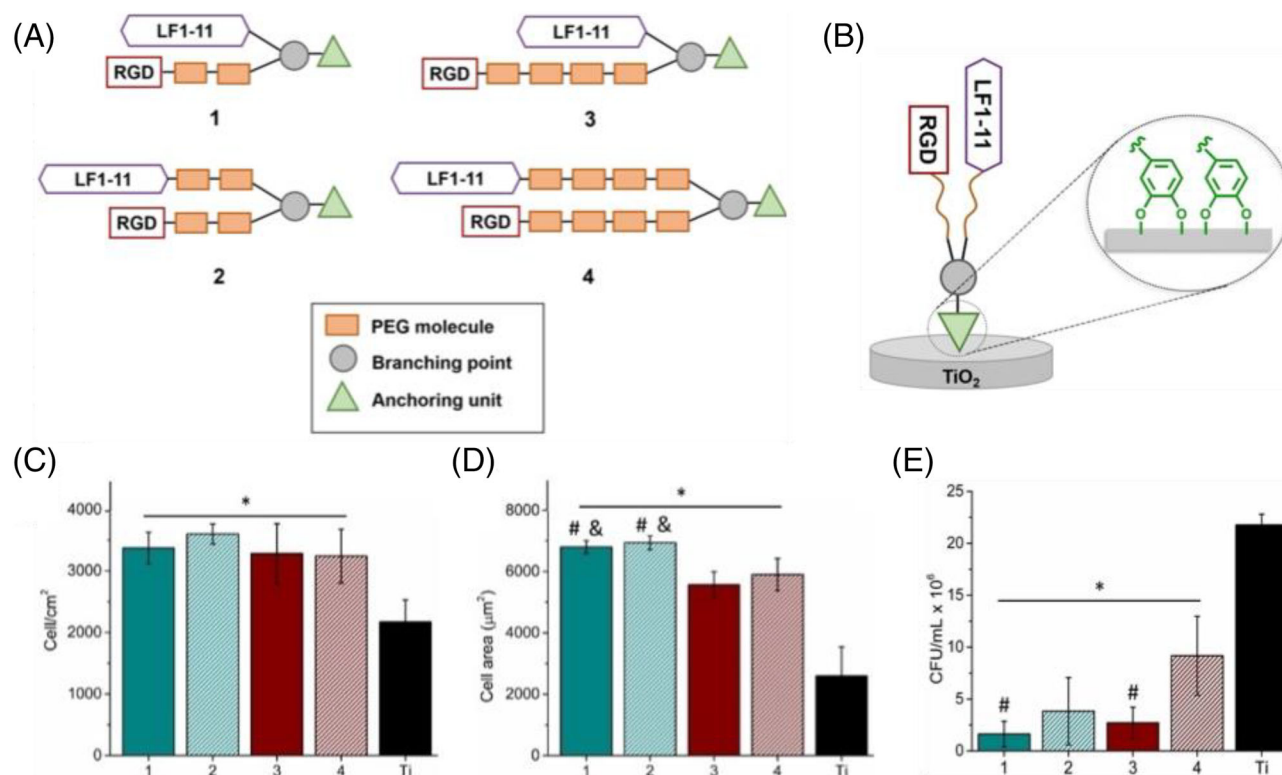 (A)
LF1-11
RGD
1
LF1-11
RGD
3
LF1-11
RGD
2
LF1-11
RGD
4
PEG molecule
Branching point
Anchoring unit
(B)
RGD
LF1-11
O O O O
TiO₂
(C)
*
Cell/cm²
4000
3000
2000
1000
0
1 2 3 4 Ti
(D)
*
# & # &
Cell area (μm²)
8000
6000
4000
2000
0
1 2 3 4 Ti
(E)
*
# #
CFU/mL x 10⁶
25
20
15
10
5
0
1 2 3 4 Ti